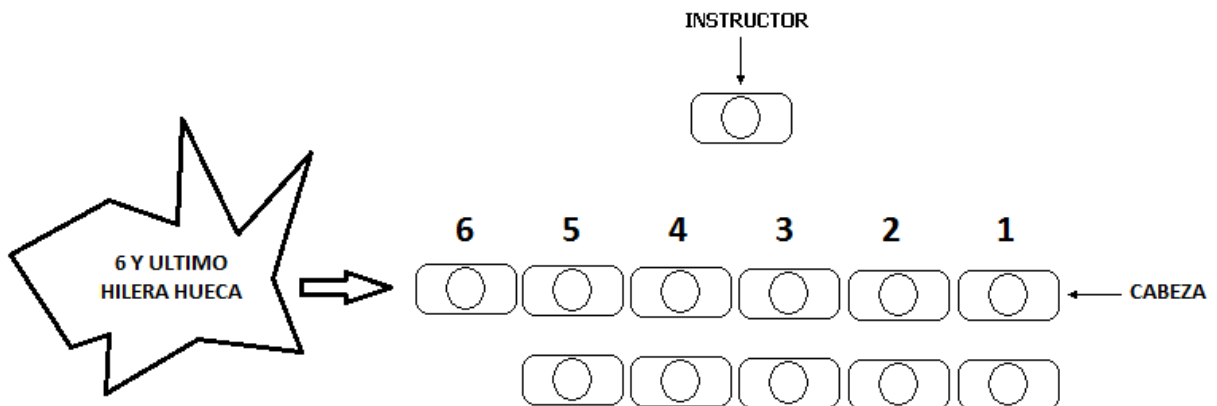 INSTRUCTOR
6 5 4 3 2 1
6 Y ULTIMO
HILERA HUECA
CABEZA